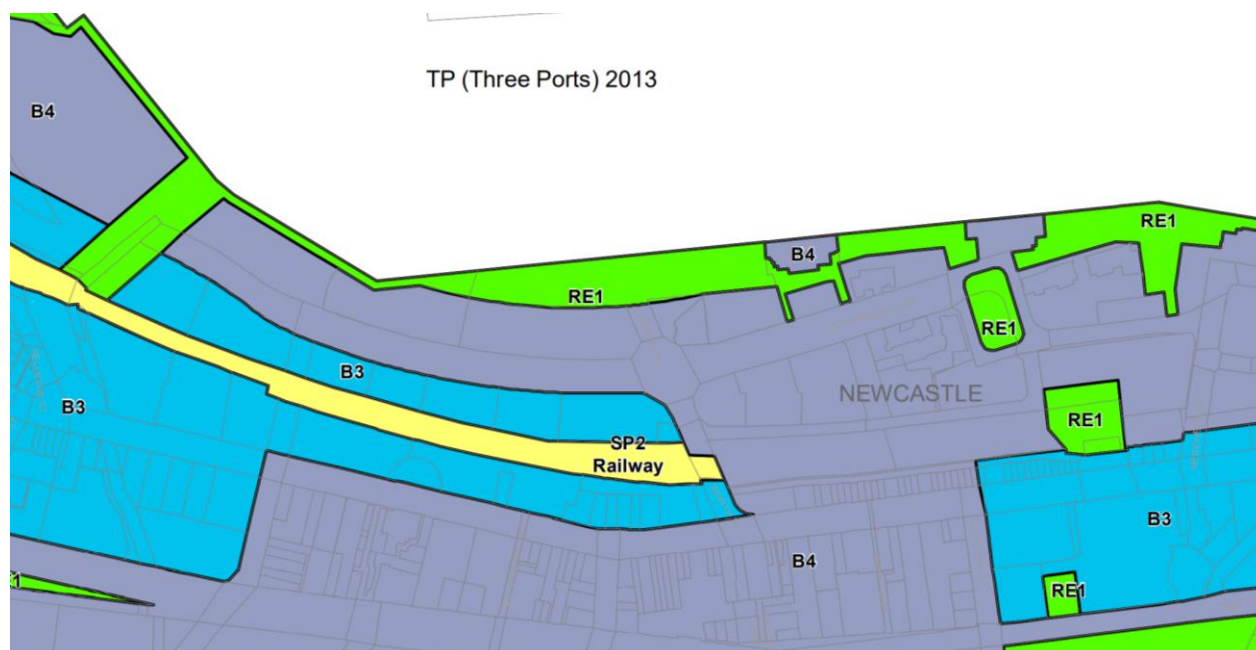 TP (Three Ports) 2013
B4
RE1
B4
RE1
RE1
B3
NEWCASTLE
B3
RE1
SP2
Railway
B3
B4
RE1